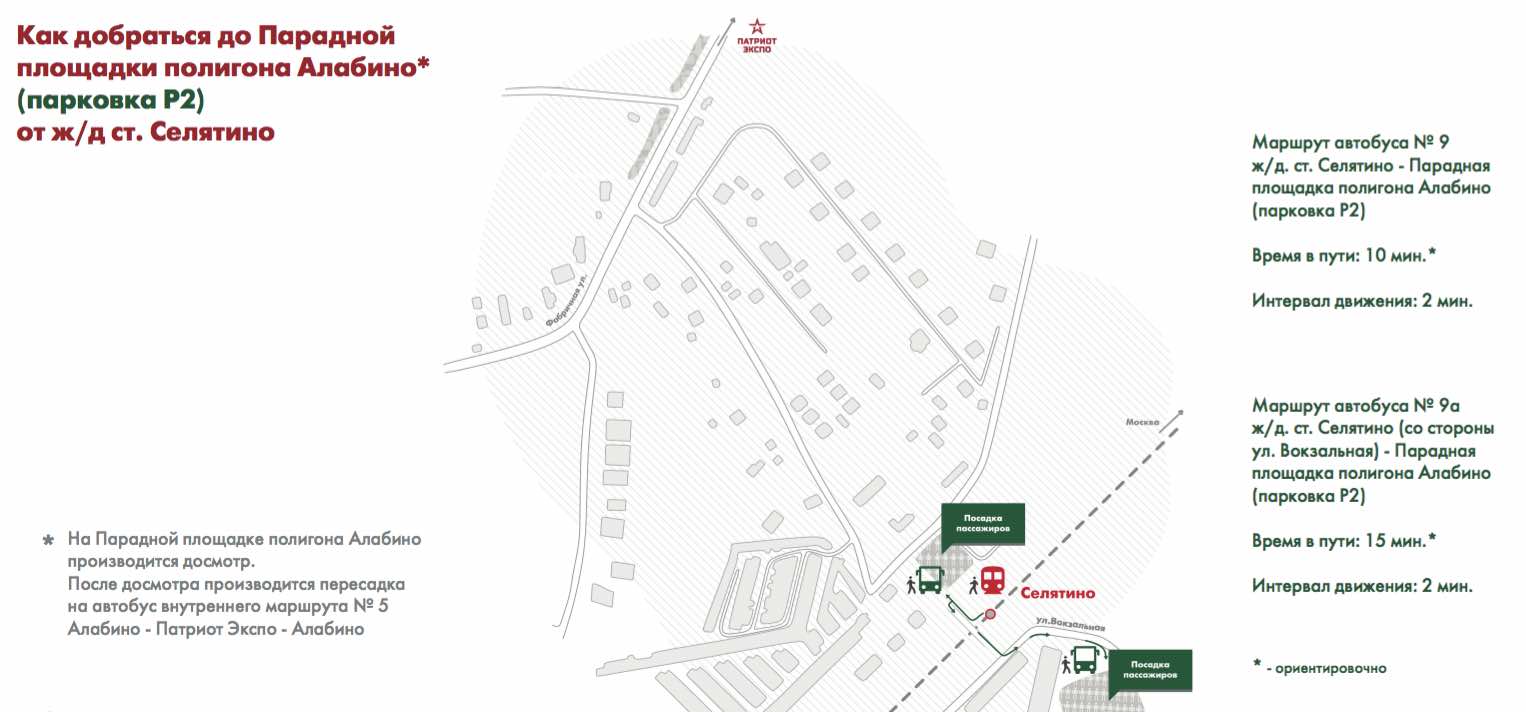 Как добраться до Парадной
площадки полигона Алабино*
(парковка Р2)
от ж/д ст. Селятино
ПАТРИОТ
ЭКСПО
Маршрут автобуса № 9
ж/д. ст. Селятино - Парадная
площадка полигона Алабино
(парковка Р2)
Время в пути: 10 мин.*
Интервал движения: 2 мин.
Фабричная ул.
Маршрут автобуса № 9а
ж/д. ст. Селятино (со стороны
ул. Вокзальная) - Парадная
площадка полигона Алабино
(парковка Р2)
Время в пути: 15 мин.*
Интервал движения: 2 мин.
Москва
Посадка
пассажиров
Селятино
ул.Вокзальная
Посадка
пассажиров
* На Парадной площадке полигона Алабино
производится досмотр.
После досмотра производится пересадка
на автобус внутреннего маршрута № 5
Алабино - Патриот Экспо - Алабино
* - ориентировочно